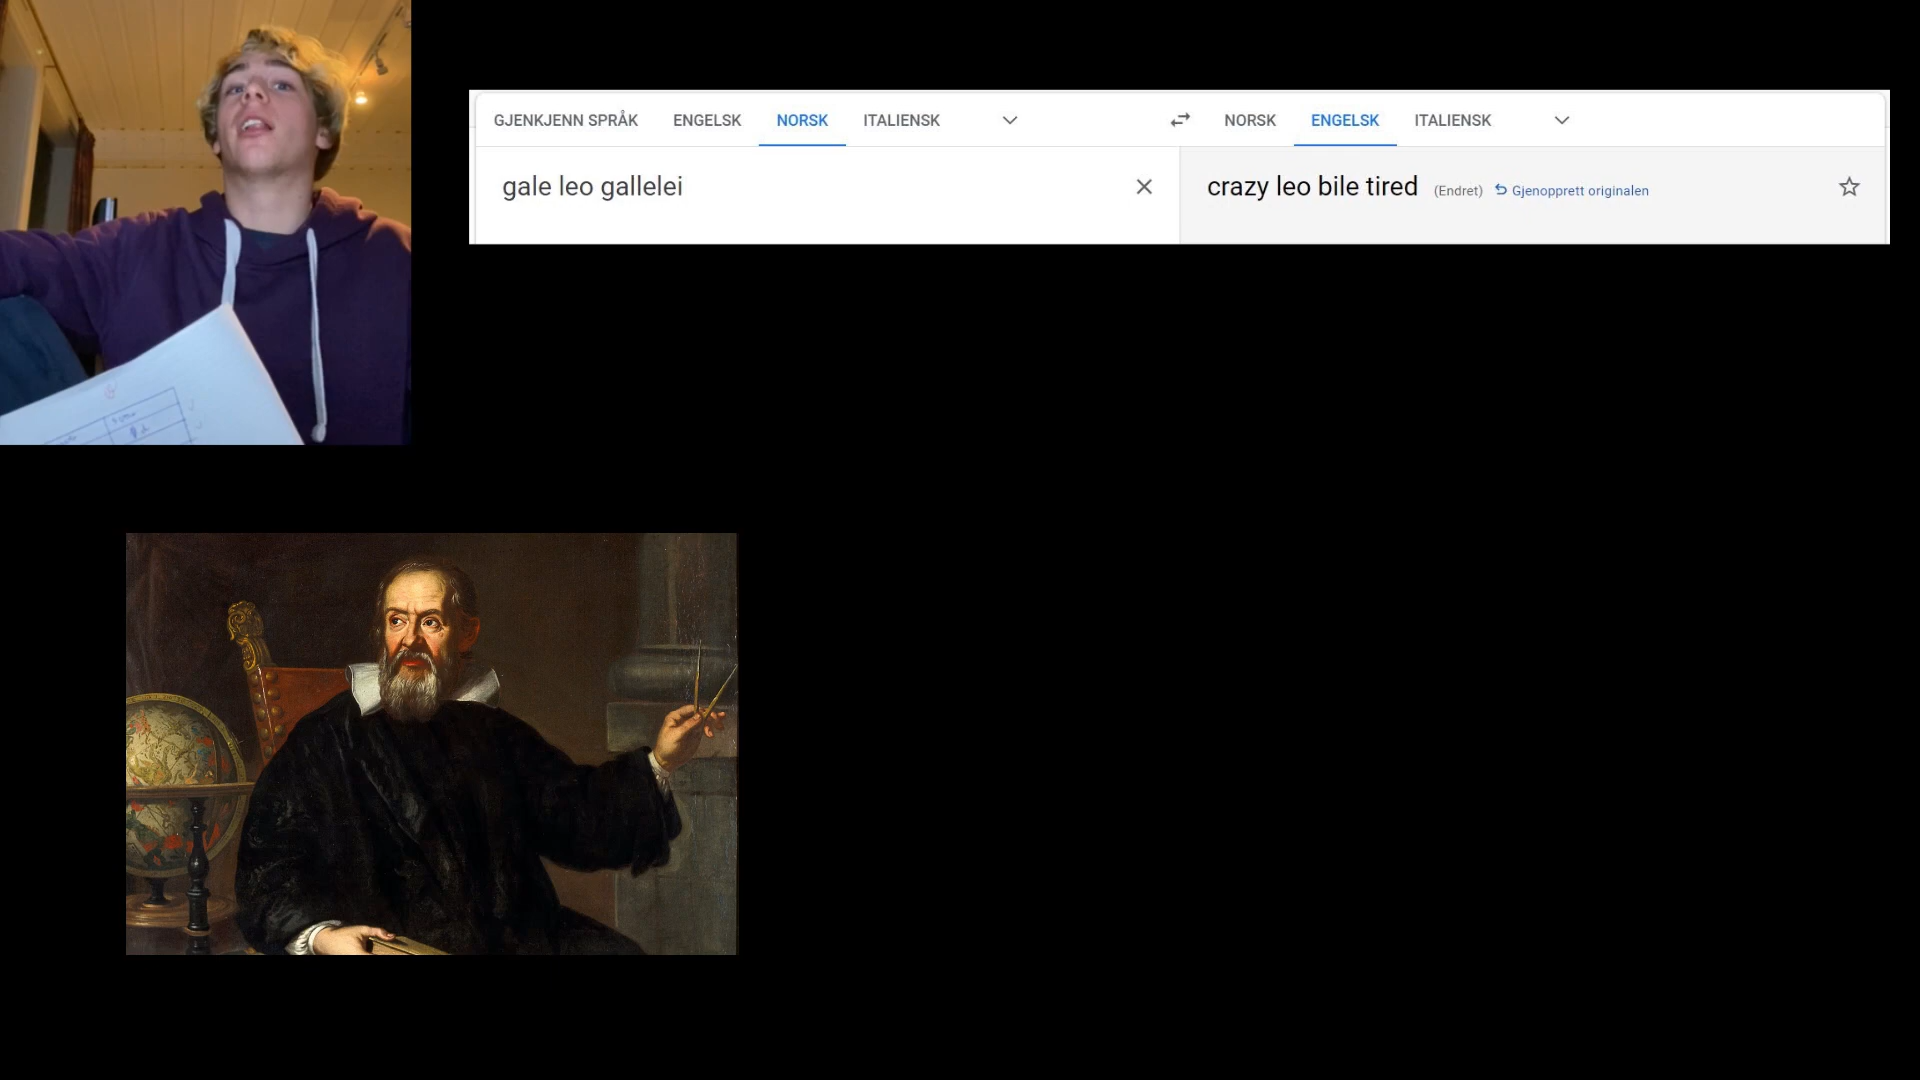 GJENKJENN SPRÅK ENGELSK NORSK ITALIENSK NORSK ENGELSK ITALIENSK
gale leo gallelei crazy leo bile tired (Endret) Gjenopprett originalen